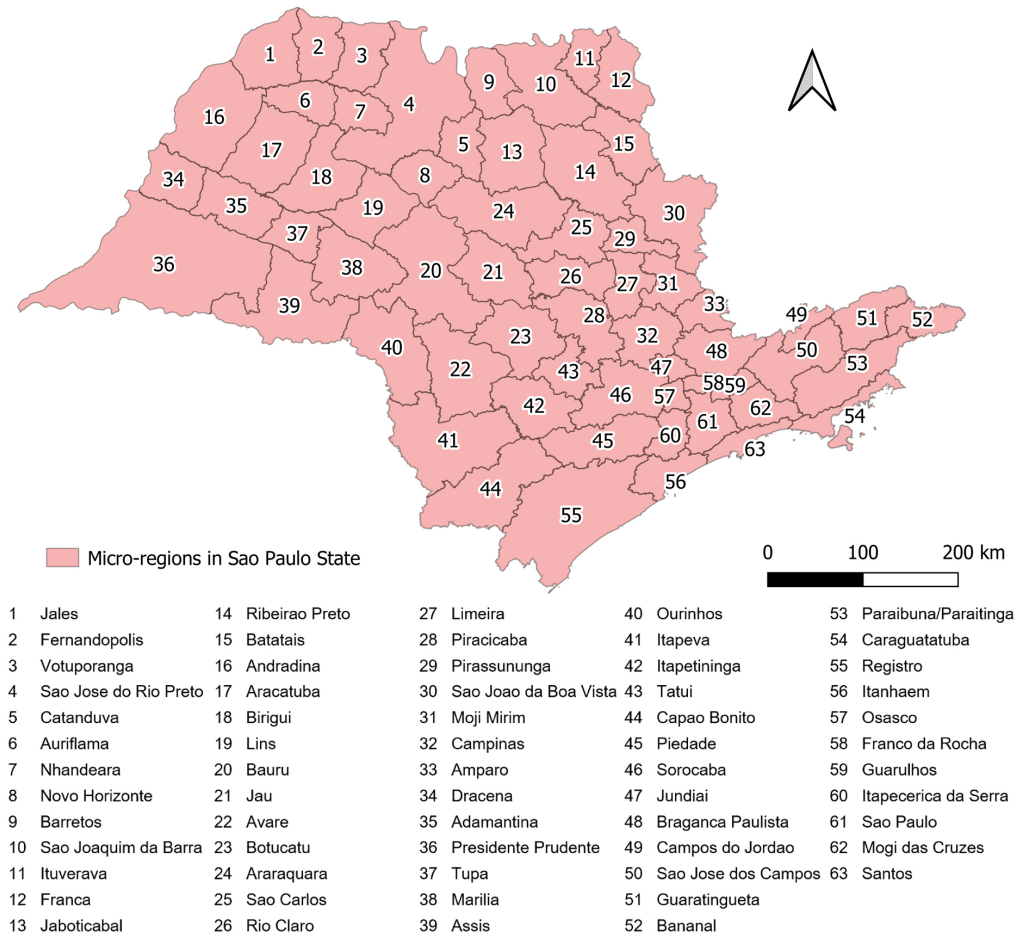 1 2 3 11
9 10 12
16 6 7 4
17 5 13 15
18 8 14
34 35 19 24 30
37 25 29
36 38 20 21 26 27 31
39 28 33 49 51 52
40 23 32 48 50
22 43 47 53
42 46 57 58 59 62 54
41 45 60 61 63
44 56
55
Micro-regions in Sao Paulo State
0 100 200 km
1 Jales
2 Fernandopolis
3 Votuporanga
4 Sao Jose do Rio Preto
5 Catanduva
6 Auriflama
7 Nhandeara
8 Novo Horizonte
9 Barretos
10 Sao Joaquim da Barra
11 Ituverava
12 Franca
13 Jaboticabal
14 Ribeirao Preto
15 Batatais
16 Andradina
17 Aracatuba
18 Birigui
19 Lins
20 Bauru
21 Jau
22 Avare
23 Botucatu
24 Araraquara
25 Sao Carlos
26 Rio Claro
27 Limeira
28 Piracicaba
29 Pirassununga
30 Sao Joao da Boa Vista
31 Moji Mirim
32 Campinas
33 Amparo
34 Dracena
35 Adamantina
36 Presidente Prudente
37 Tupa
38 Marilia
39 Assis
40 Ourinhos
41 Itapeva
42 Itapetininga
43 Tatui
44 Capao Bonito
45 Piedade
46 Sorocaba
47 Jundiai
48 Braganca Paulista
49 Campos do Jordao
50 Sao Jose dos Campos
51 Guaratingueta
52 Bananal
53 Paraibuna/Paraitinga
54 Caraguatatuba
55 Registro
56 Itanhaem
57 Osasco
58 Franco da Rocha
59 Guarulhos
60 Itapecerica da Serra
61 Sao Paulo
62 Mogi das Cruzes
63 Santos